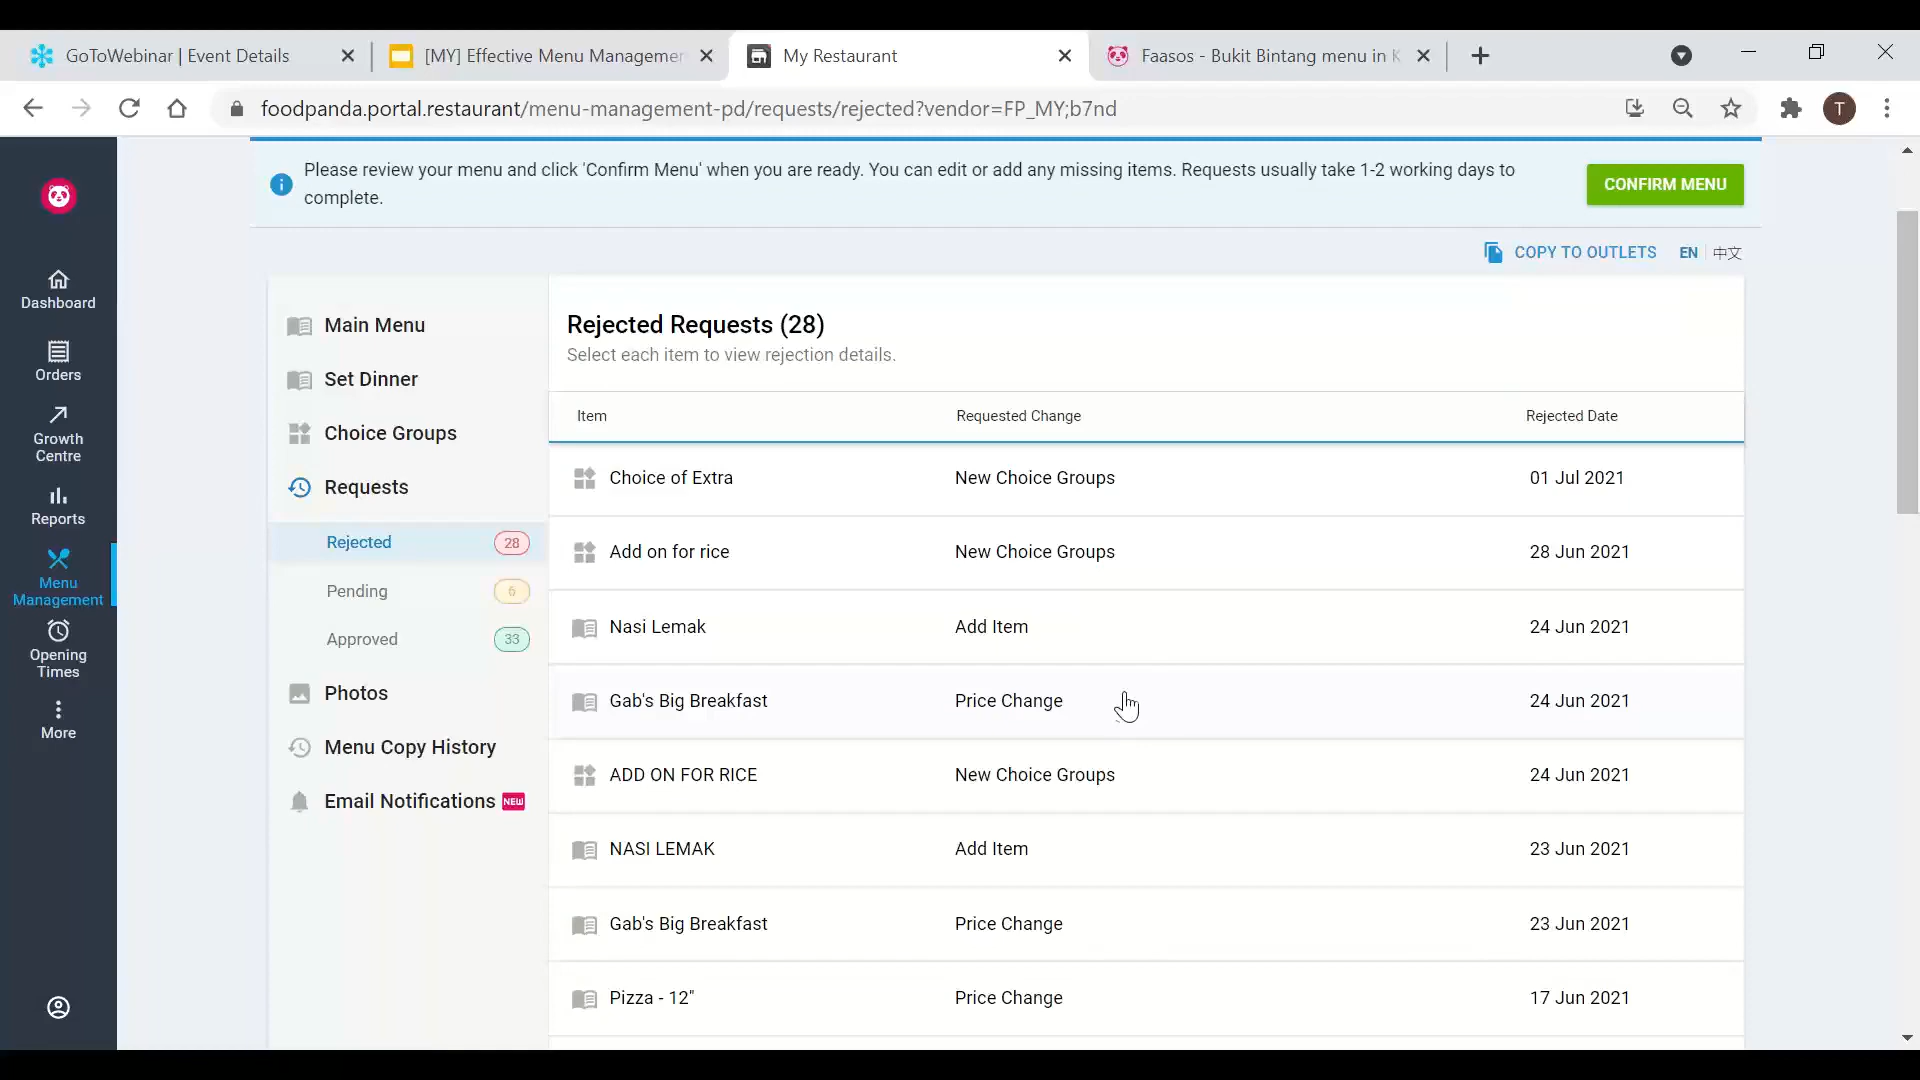 GoToWebinar | Event Details
[MY] Effective Menu Managemen
My Restaurant
Faasos - Bukit Bintang menu in K
foodpanda.portal.restaurant/menu-management-pd/requests/rejected?vendor=FP_MY;b7nd
T
Please review your menu and click 'Confirm Menu' when you are ready. You can edit or add any missing items. Requests usually take 1-2 working days to
complete.
CONFIRM MENU
COPY TO OUTLETS
EN | 中文
Dashboard
Orders
Growth
Centre
Reports
Menu
Management
Opening
Times
More
Main Menu
Set Dinner
Choice Groups
Requests
Rejected 28
Pending 6
Approved 33
Photos
Menu Copy History
Email Notifications NEW
Rejected Requests (28)
Select each item to view rejection details.
Item Requested Change Rejected Date
Choice of Extra New Choice Groups 01 Jul 2021
Add on for rice New Choice Groups 28 Jun 2021
Nasi Lemak Add Item 24 Jun 2021
Gab's Big Breakfast Price Change 24 Jun 2021
ADD ON FOR RICE New Choice Groups 24 Jun 2021
NASI LEMAK Add Item 23 Jun 2021
Gab's Big Breakfast Price Change 23 Jun 2021
Pizza - 12" Price Change 17 Jun 2021